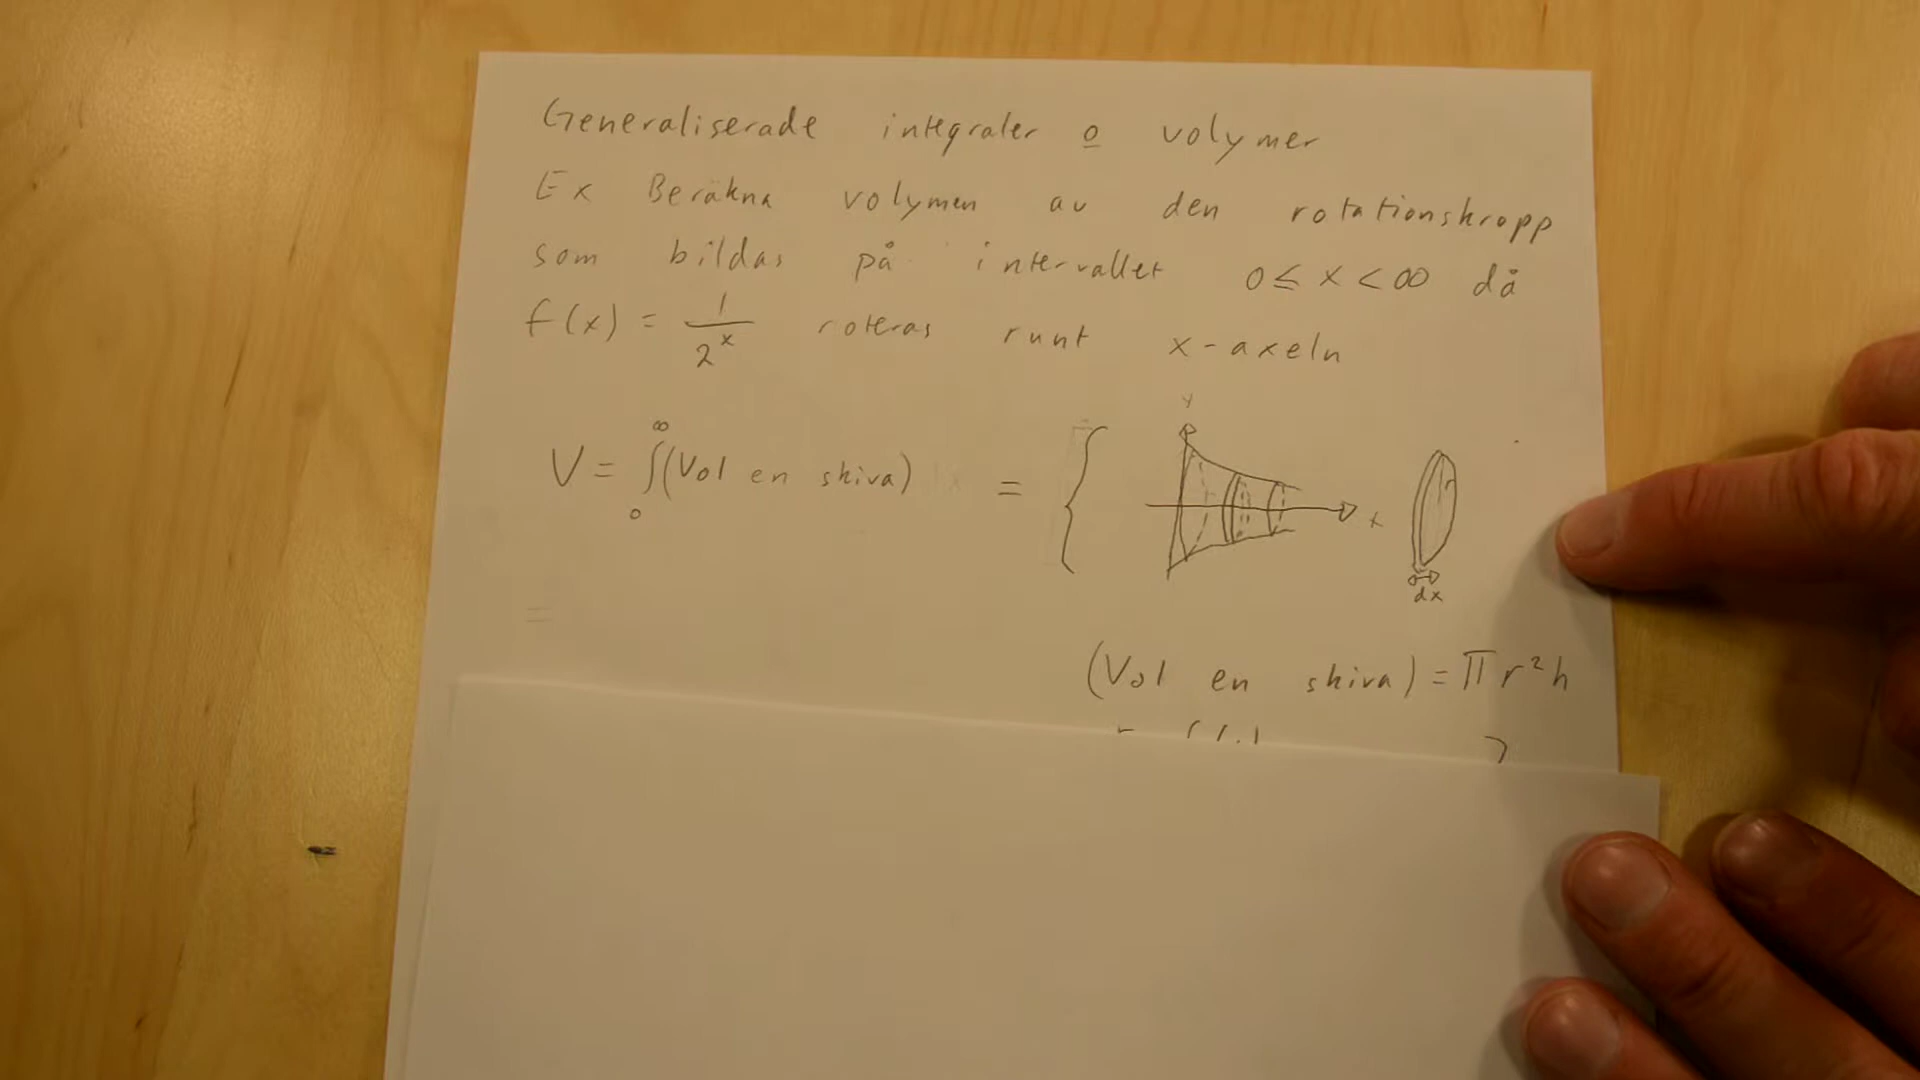 Generaliserade integraler o volymer
Ex Beräkna volymen av den rotationskropp
som bildas på intervallet 0 ≤ x < ∞ då
f(x) = 1/2^x roteras runt x-axeln
V = ∫_0^∞ (Vol en skiva) = {
y
x
r
dx
(Vol en skiva) = πr²h